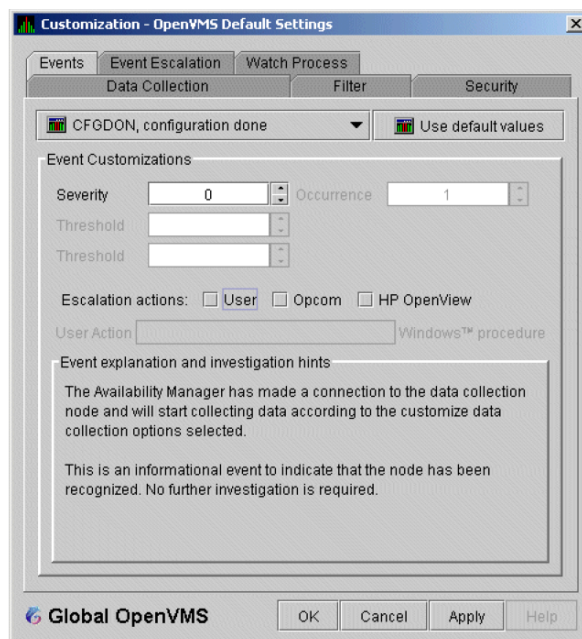 Customization - OpenVMS Default Settings
Events Event Escalation Watch Process
Data Collection Filter Security
CFGDON, configuration done Use default values
Event Customizations
Severity 0 Occurrence 1
Threshold
Threshold
Escalation actions: User Opcom HP OpenView
User Action Windows™ procedure
Event explanation and investigation hints
The Availability Manager has made a connection to the data collection
node and will start collecting data according to the customize data
collection options selected.
This is an informational event to indicate that the node has been
recognized. No further investigation is required.
Global OpenVMS OK Cancel Apply Help